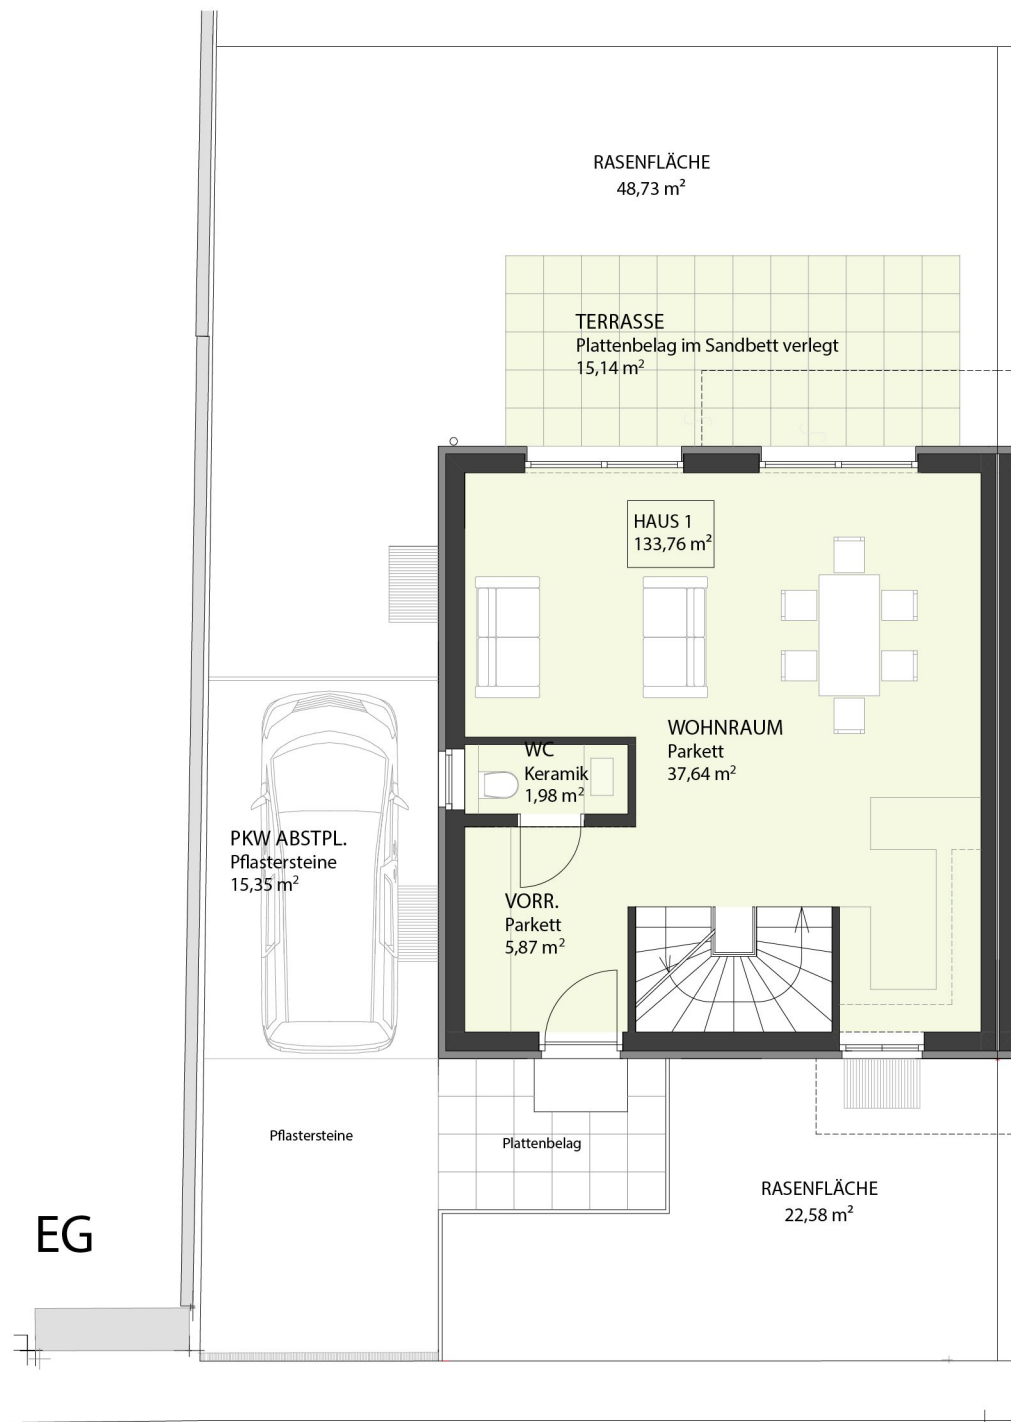 RASENFLÄCHE
48,73 m²
TERRASSE
Plattenbelag im Sandbett verlegt
15,14 m²
HAUS 1
133,76 m²
WOHNRAUM
Parkett
37,64 m²
WC
Keramik
1,98 m²
PKW ABSTPL.
Pflastersteine
15,35 m²
VORR.
Parkett
5,87 m²
Pflastersteine
Plattenbelag
RASENFLÄCHE
22,58 m²
EG